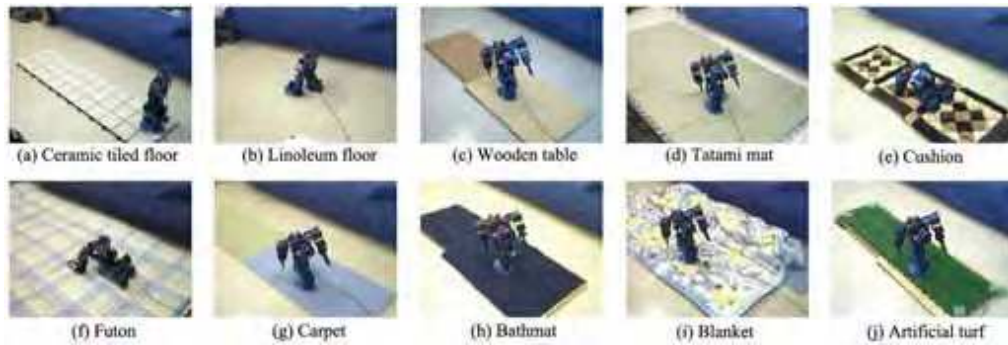 (a) Ceramic tiled floor
(b) Linoleum floor
(c) Wooden table
(d) Tatami mat
(e) Cushion
(f) Futon
(g) Carpet
(h) Bathmat
(i) Blanket
(j) Artificial turf